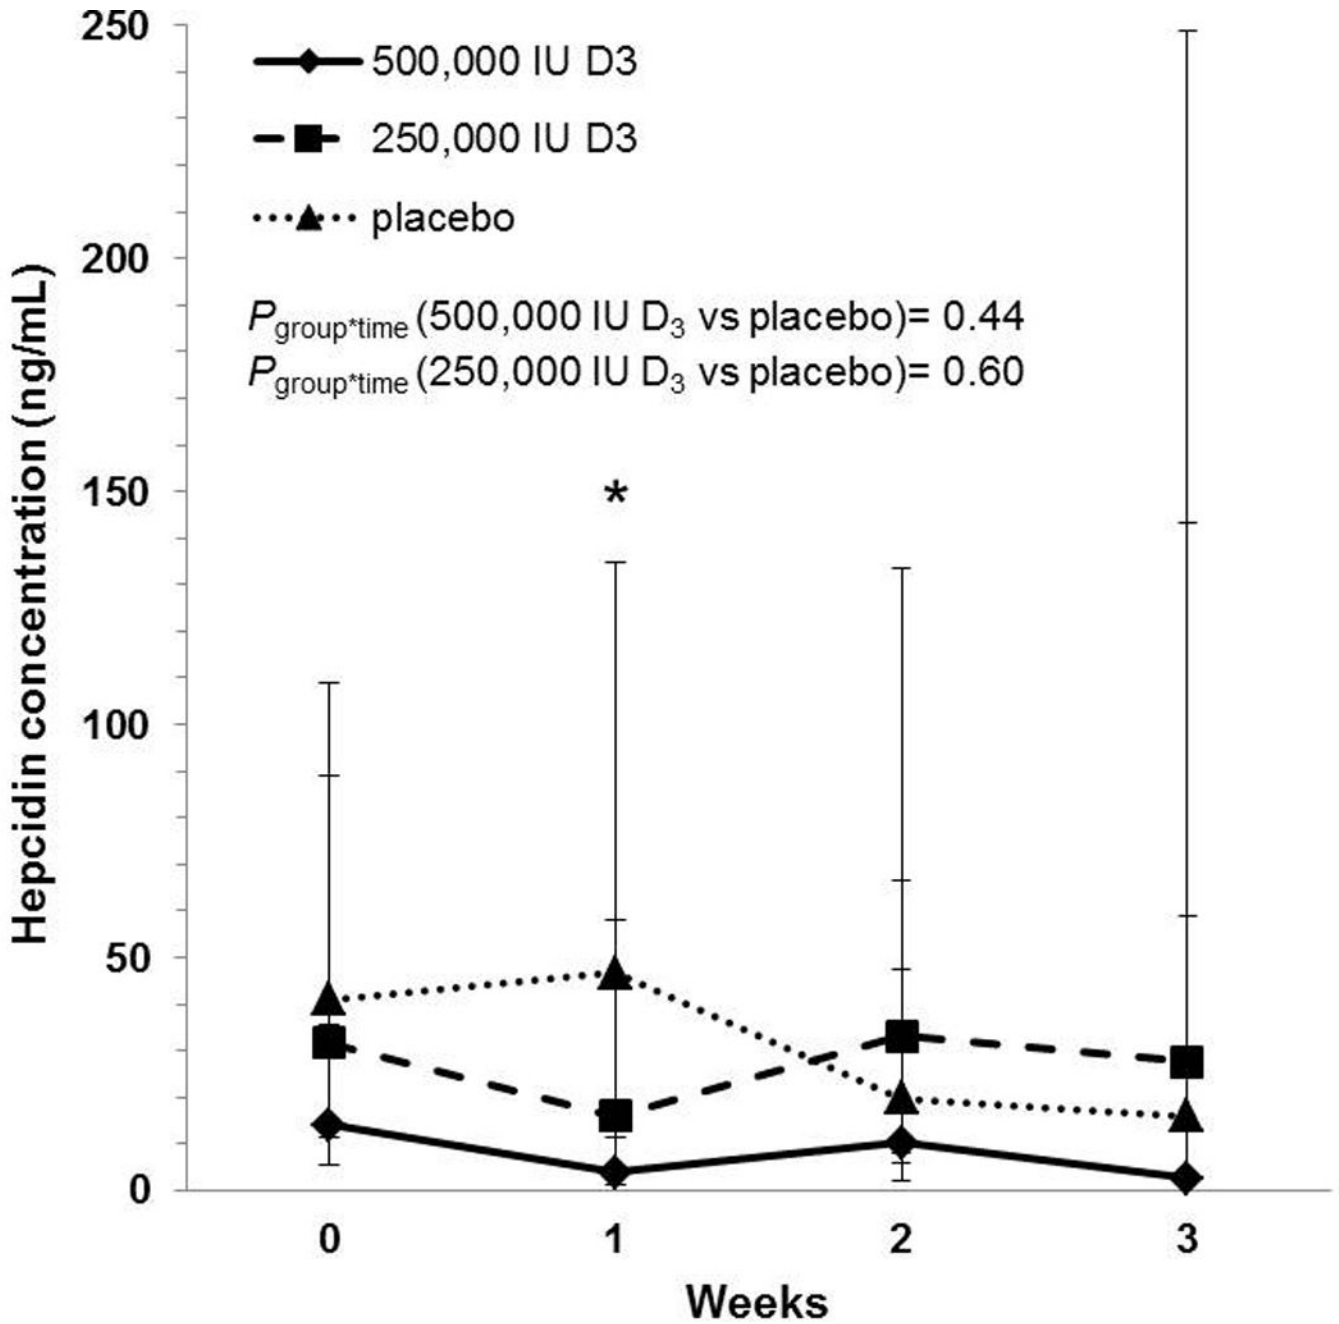 250
200
150
100
50
0
Hepcidin concentration (ng/mL)
500,000 IU D3
250,000 IU D3
placebo
P group*time (500,000 IU D3 vs placebo)= 0.44
P group*time (250,000 IU D3 vs placebo)= 0.60
*
0 1 2 3
Weeks